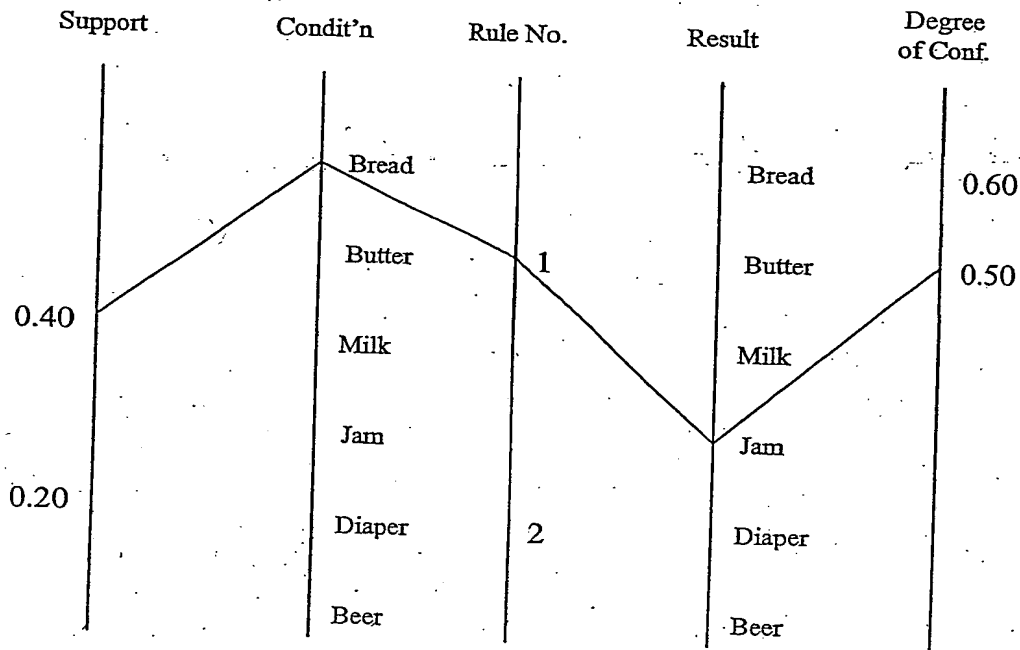 Support
Condit'n
Rule No.
Result
Degree
of Conf.
Bread
Bread
0.60
Butter
1
Butter
0.50
0.40
Milk
Milk
Jam
Jam
0.20
Diaper
2
Diaper
Beer
Beer